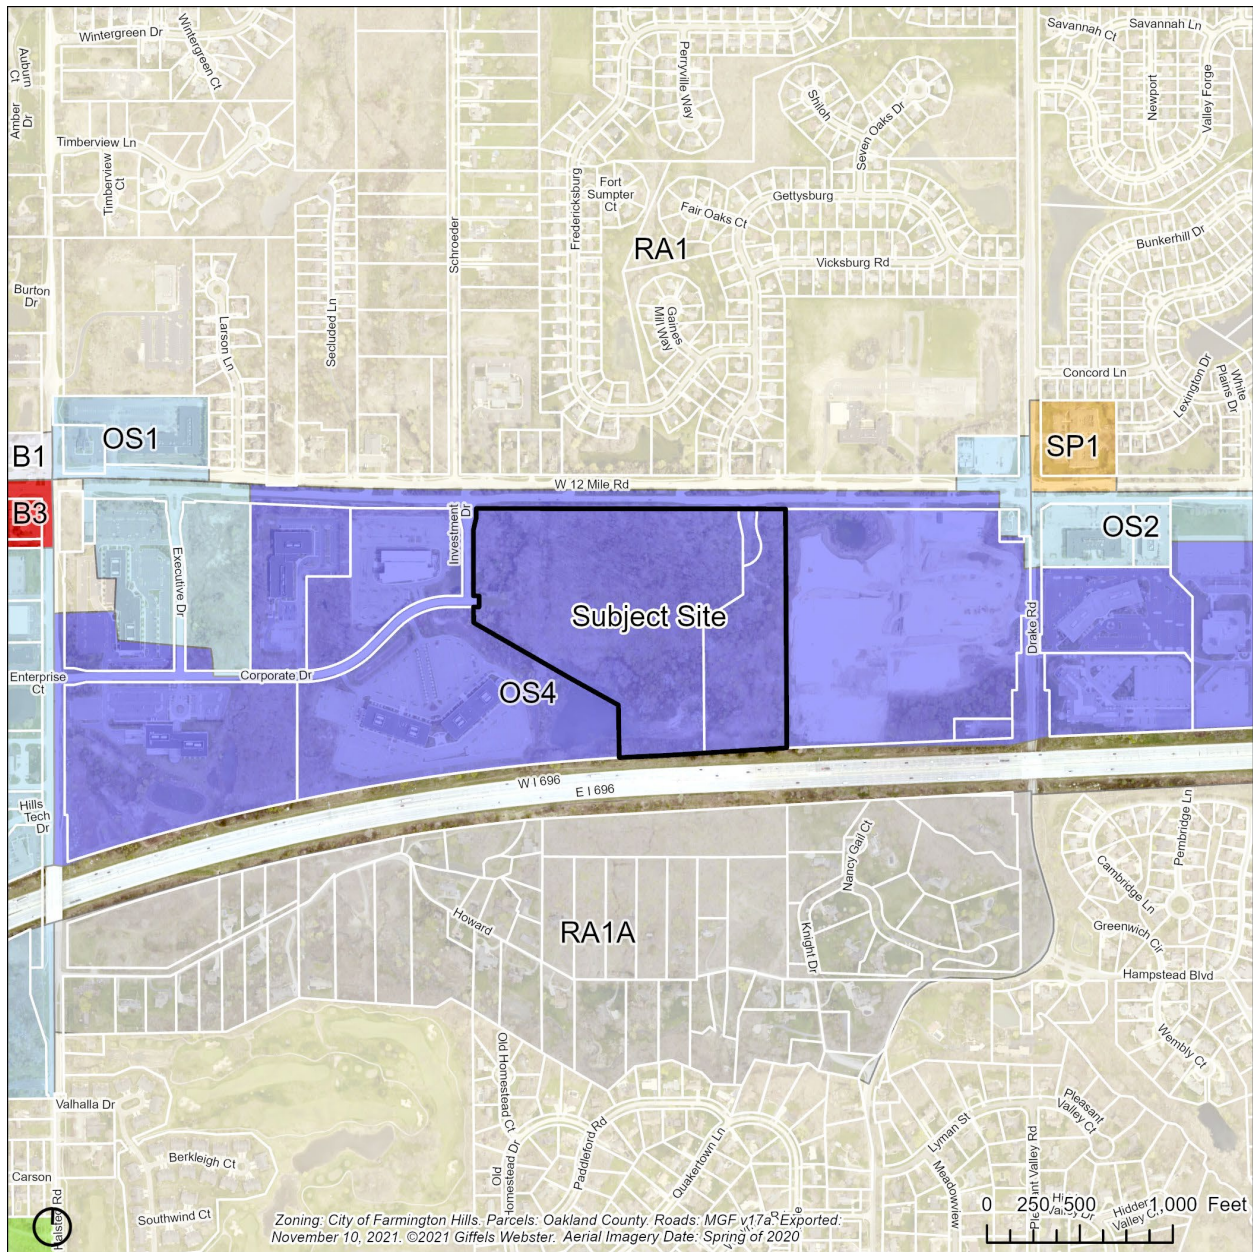 Wintergreen Dr
Wintergreen Ct
Auburn
Ct
Amber
Dr
Timberview Ln
Timberview
Ct
Burton
Dr
Larson Ln
Secluded Ln
Schroeder
Perryville Way
Shiloh
Seven Oaks Dr
Savannah Ct
Savannah Ln
Newport
Valley Forge
Fredericksburg
Fort
Sumpter
Ct
Fair Oaks Ct
Gettysburg
RA1
Vicksburg Rd
Bunkerhill Dr
Gaines
Mill Way
Concord Ln
Lexington Dr
White
Plains Dr
OS1
B1
SP1
W 12 Mile Rd
B3
OS2
Investment
Dr
Executive Dr
Subject Site
Drake Rd
Enterprise
Ct
Corporate Dr
OS4
W I 696
E I 696
Hills
Tech
Dr
Nancy Gail Ct
Knight Dr
Howard
RA1A
Pembridge Ln
Cambridge Ln
Greenwich Cir
Hampstead Blvd
Wembly Ct
Valhalla Dr
Berkleigh Ct
Old Homestead Ct
Old
Homestead Dr
Paddleford Rd
Quakertown Ln
Lyman St
Meadowview
Pleasant
Valley Ct
Valley Rd
Carson
Southwind Ct
Halsted Rd
Hidden
Valley
0 250 500 1,000 Feet
Zoning: City of Farmington Hills. Parcels: Oakland County. Roads: MGF v17a. Exported:
November 10, 2021. ©2021 Giffels Webster. Aerial Imagery Date: Spring of 2020